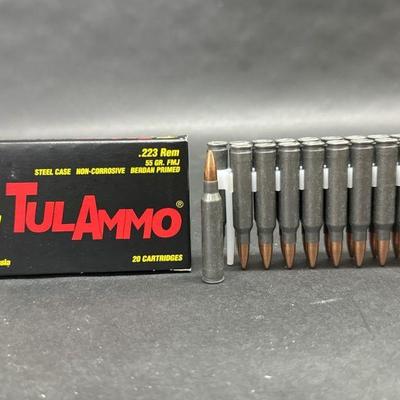 .223 Rem
55 GR. FMJ
STEEL CASE NON-CORROSIVE BERDAN PRIMED
TULAMMO®
20 CARTRIDGES